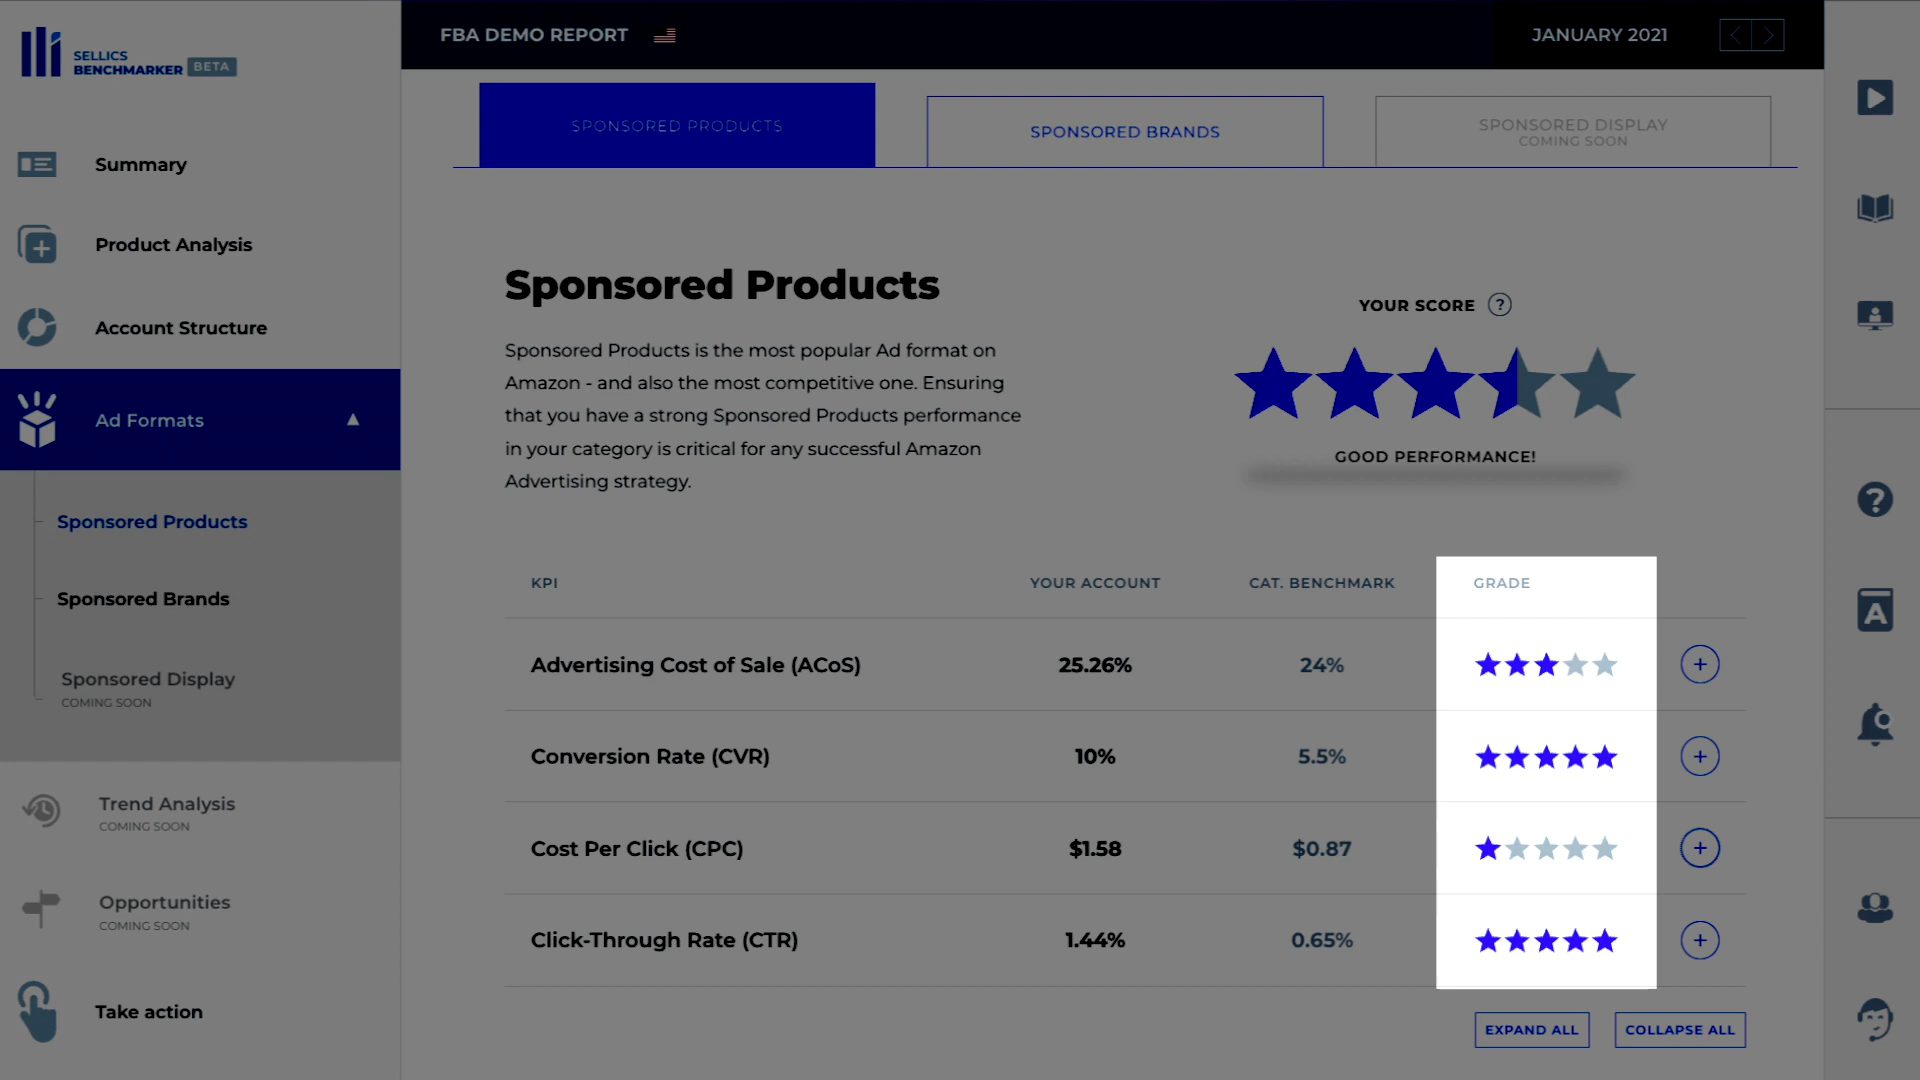 SELLICS
BENCHMARKER BETA
FBA DEMO REPORT
JANUARY 2021
Summary
Product Analysis
Account Structure
Ad Formats
Sponsored Products
Sponsored Brands
Sponsored Display
COMING SOON
Trend Analysis
COMING SOON
Opportunities
COMING SOON
Take action
SPONSORED PRODUCTS
SPONSORED BRANDS
SPONSORED DISPLAY
COMING SOON
Sponsored Products
Sponsored Products is the most popular Ad format on
Amazon - and also the most competitive one. Ensuring
that you have a strong Sponsored Products performance
in your category is critical for any successful Amazon
Advertising strategy.
YOUR SCORE ?
GOOD PERFORMANCE!
KPI YOUR ACCOUNT CAT. BENCHMARK GRADE
Advertising Cost of Sale (ACoS) 25.26% 24%
Conversion Rate (CVR) 10% 5.5%
Cost Per Click (CPC) $1.58 $0.87
Click-Through Rate (CTR) 1.44% 0.65%
EXPAND ALL COLLAPSE ALL
?
A